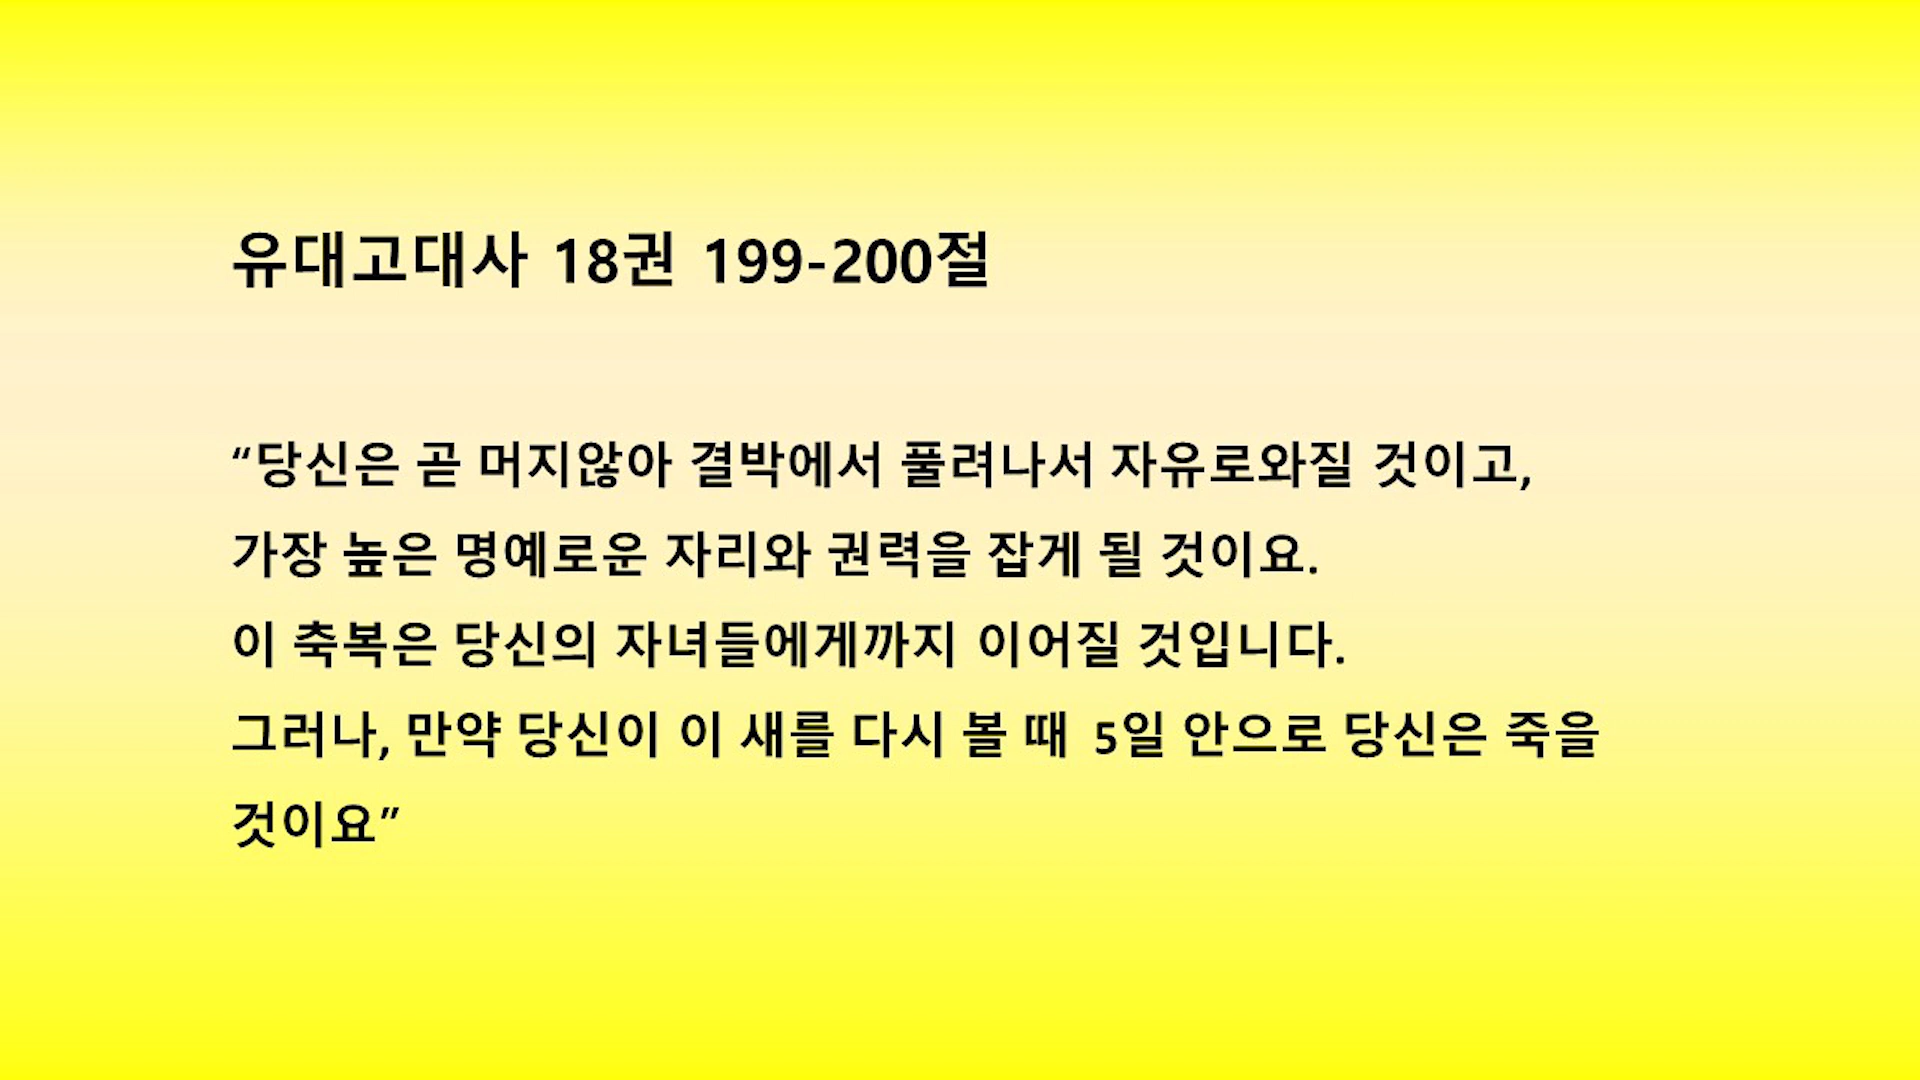 유대고대사 18권 199-200절
“당신은 곧 머지않아 결박에서 풀려나서 자유로와질 것이고,
가장 높은 명예로운 자리와 권력을 잡게 될 것이요.
이 축복은 당신의 자녀들에게까지 이어질 것입니다.
그러나, 만약 당신이 이 새를 다시 볼 때 5일 안으로 당신은 죽을
것이요”